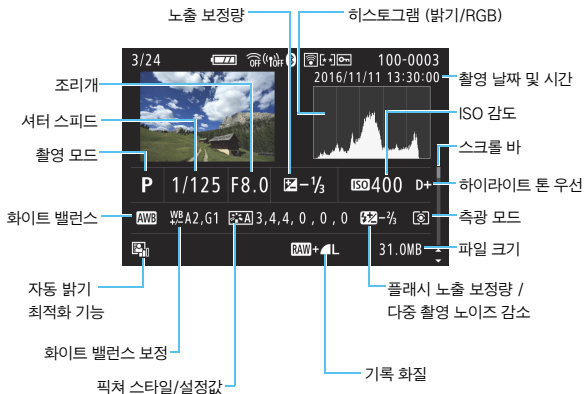 노출 보정량
히스토그램 (밝기/RGB)
3/24 OFF OFF 100-0003
2016/11/11 13:30:00
촬영 날짜 및 시간
조리개
ISO 감도
셔터 스피드
스크롤 바
촬영 모드
P 1/125 F8.0 -1/3 ISO400 D+
하이라이트 톤 우선
화이트 밸런스
AWB WB+/- A2,G1 A 3,4,4,0,0,0 -2/3
측광 모드
RAW+L 31.0MB
파일 크기
자동 밝기
최적화 기능
플래시 노출 보정량 /
다중 촬영 노이즈 감소
화이트 밸런스 보정
기록 화질
픽쳐 스타일/설정값